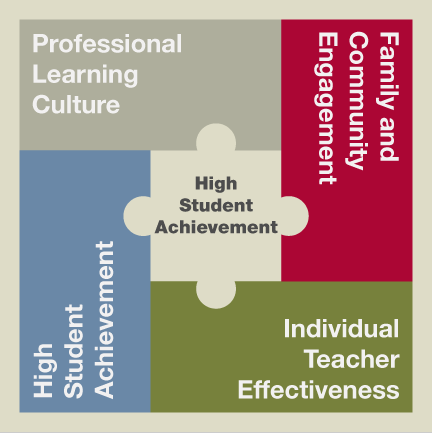 Professional
Learning
Culture
Family and
Community
Engagement
High
Student
Achievement
High
Student
Achievement
Individual
Teacher
Effectiveness